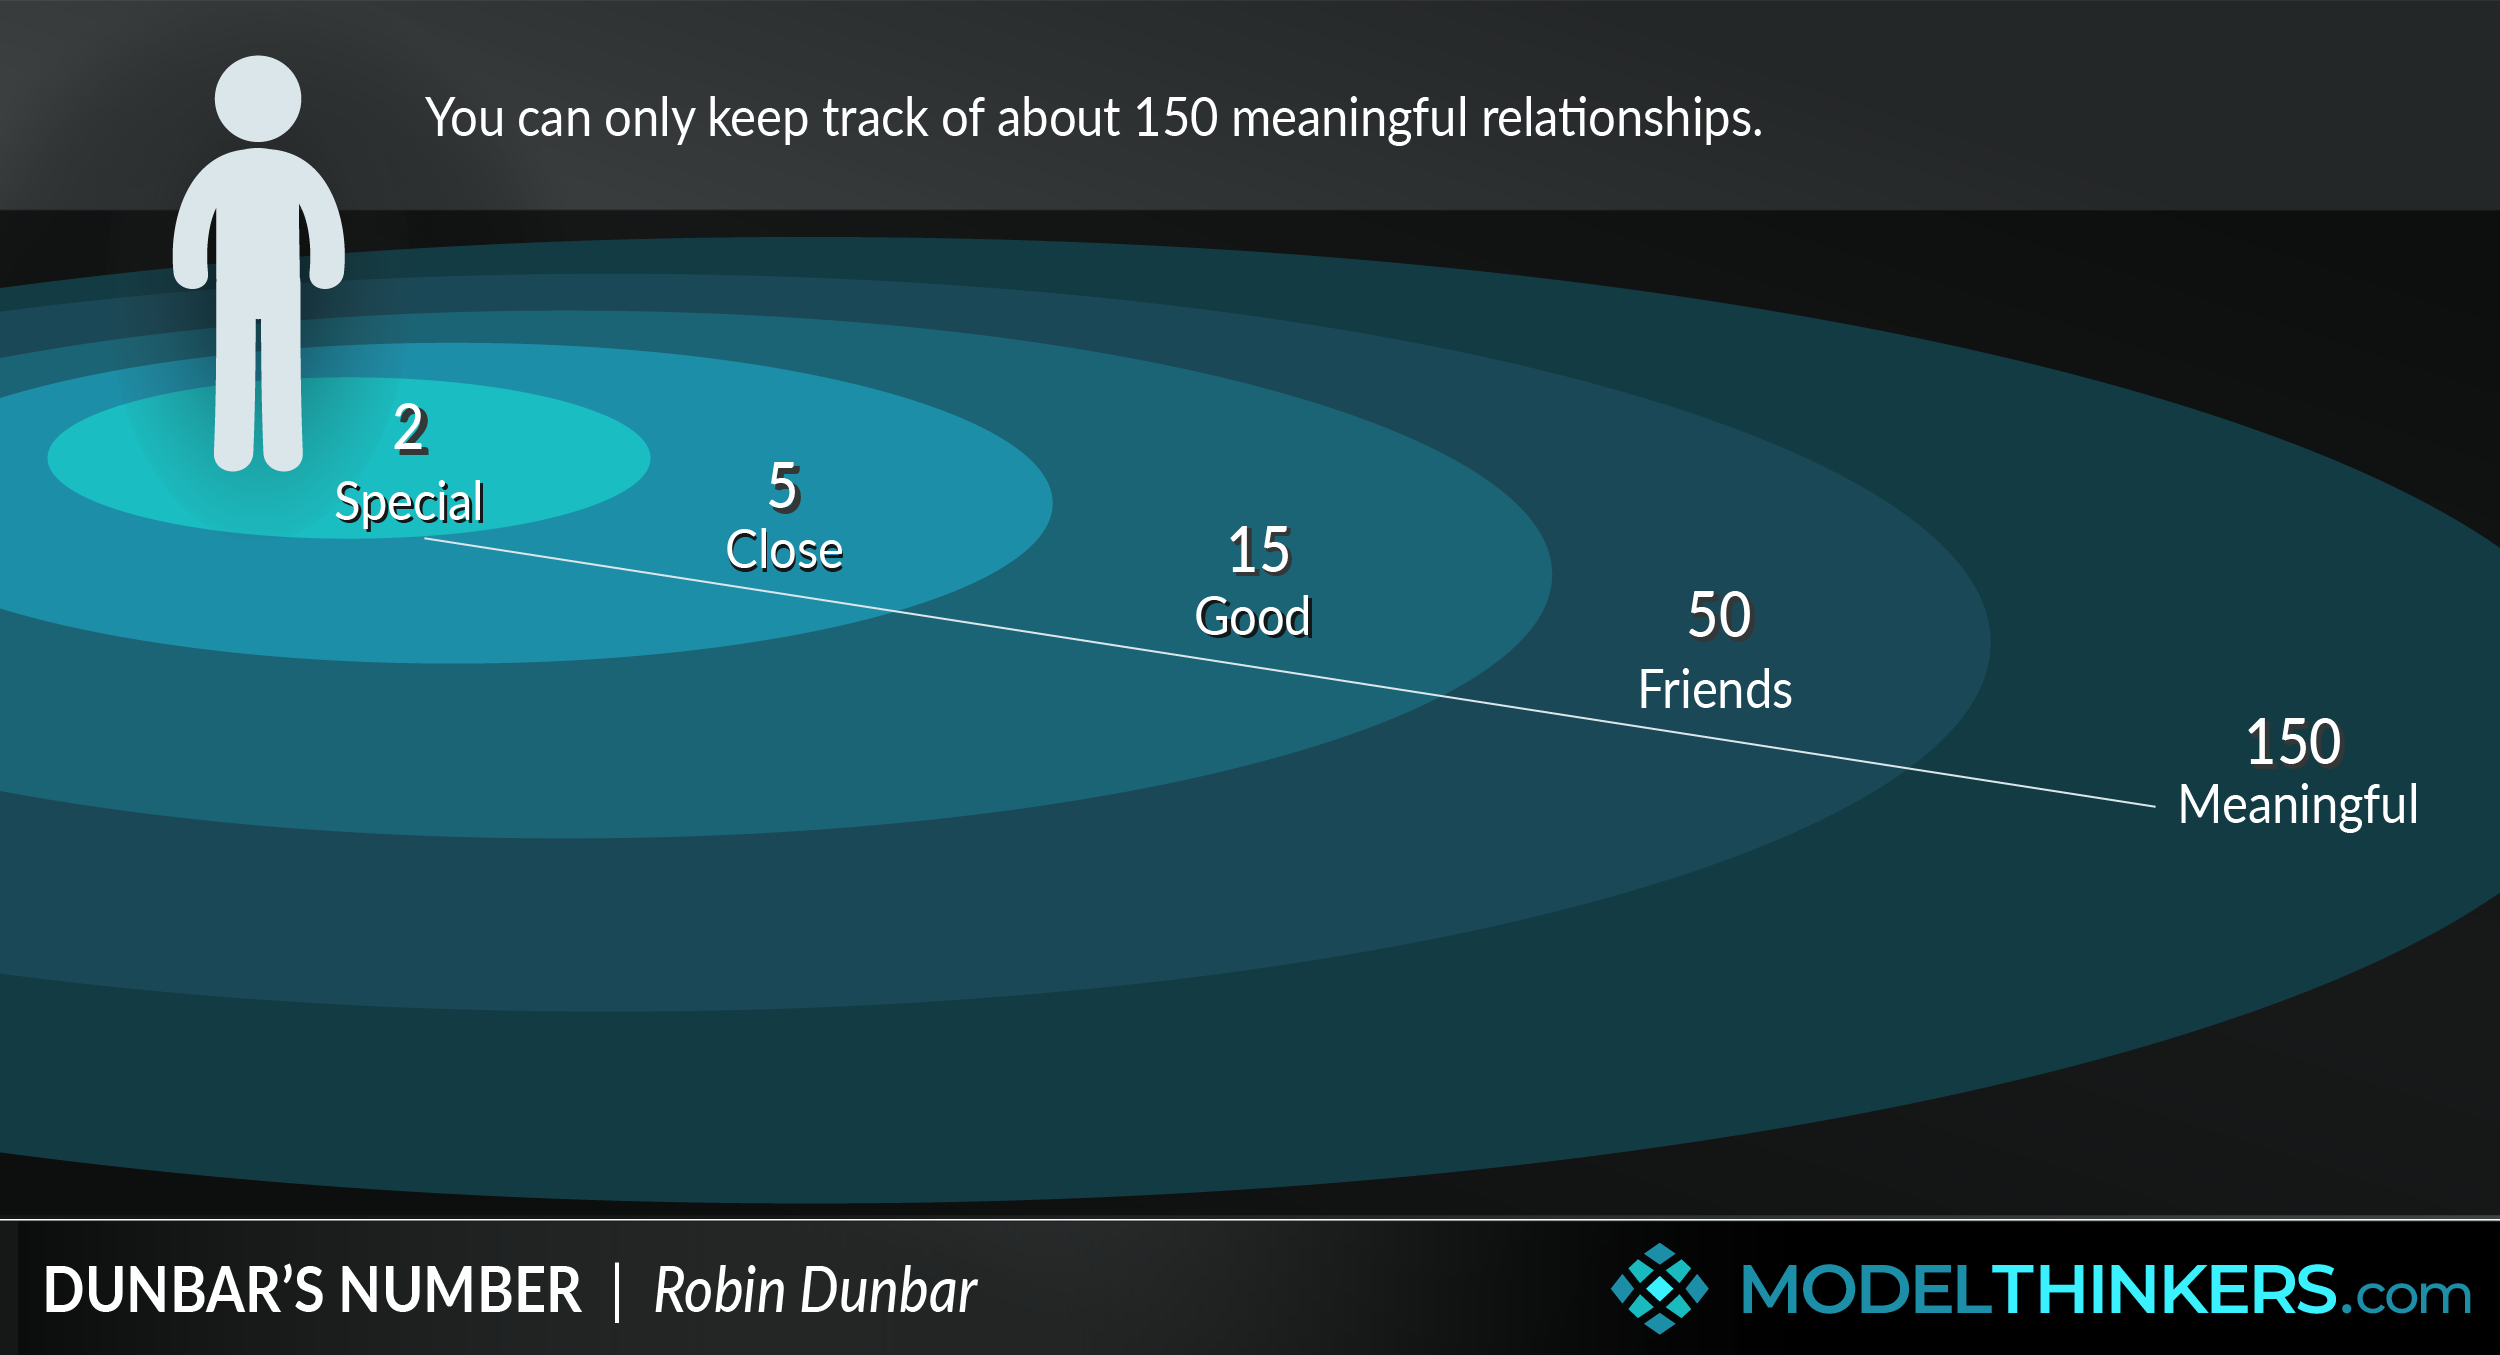 You can only keep track of about 150 meaningful relationships.
2
Special
5
Close
15
Good
50
Friends
150
Meaningful
DUNBAR’S NUMBER | Robin Dunbar
MODELTHINKERS.com